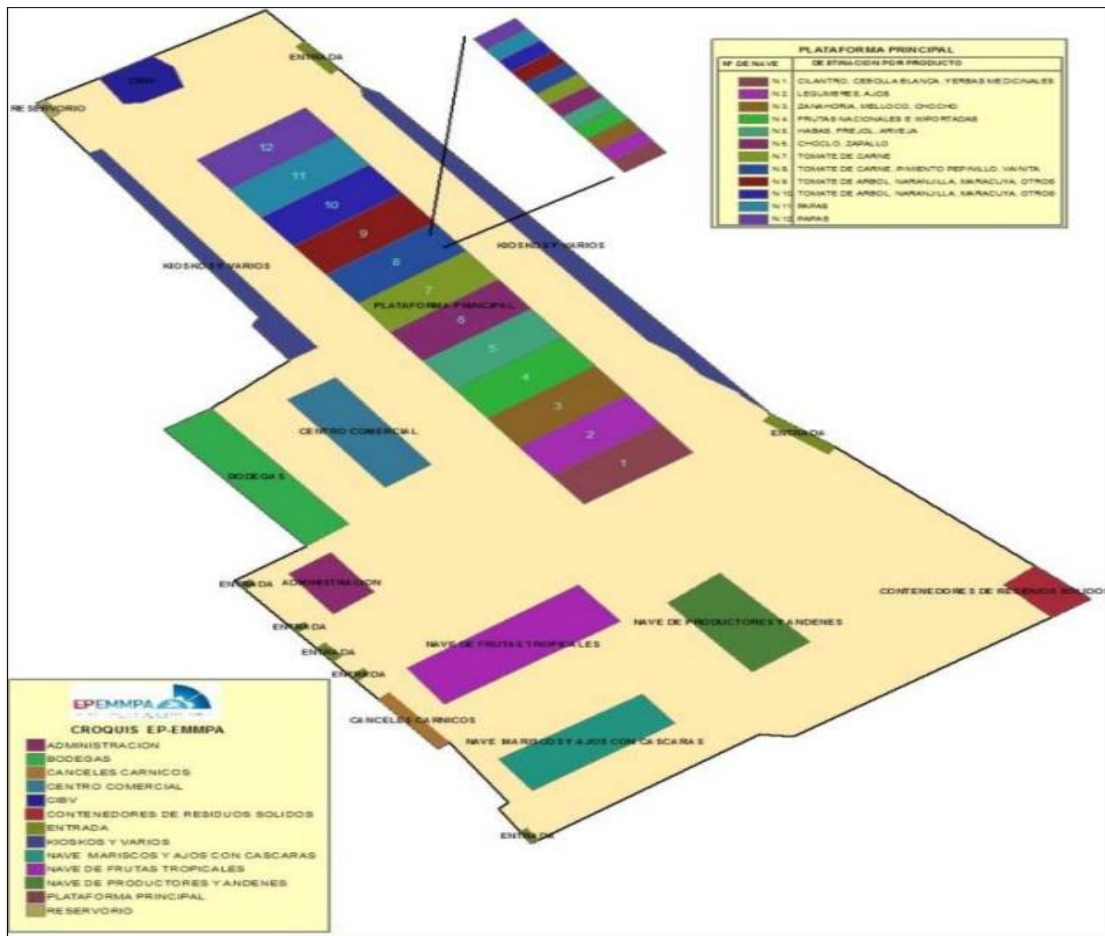 ENTRADA
CIBV
RESERVORIO
PLATAFORMA PRINCIPAL
Nº DE NAVE DESTINACION POR PRODUCTO
N 1. CILANTRO, CEBOLLA BLANCA, YERBAS MEDICINALES
N 2. LEGUMBRES, AJOS
N 3. ZANAHORIA, MELLOCO, CHOCHO
N 4. FRUTAS NACIONALES E IMPORTADAS
N 5. HABAS, FREJOL, ARVEJA
N 6. CHOCLO, ZAPALLO
N 7. TOMATE DE CARNE
N 8. TOMATE DE CARNE, PIMIENTO PEPINILLO, VAINITA
N 9. TOMATE DE ARBOL, NARANJILLA, MARACUYA, OTROS
N 10. TOMATE DE ARBOL, NARANJILLA, MARACUYA, OTROS
N 11 PAPAS
N 12 PAPAS
12
11
10
9
8
7
6
5
4
3
2
1
KIOSKOS Y VARIOS
KIOSKOS Y VARIOS
PLATAFORMA PRINCIPAL
CENTRO COMERCIAL
ENTRADA
BODEGAS
ENTRADA
ADMINISTRACION
CONTENEDORES DE RESIDUOS SOLIDOS
ENTRADA
NAVE DE FRUTAS TROPICALES
NAVE DE PRODUCTORES Y ANDENES
ENTRADA
ENTRADA
CANCELES CARNICOS
NAVE MARISCOS Y AJOS CON CASCARAS
ENTRADA
EPEMMPA
CROQUIS EP-EMMPA
ADMINISTRACION
BODEGAS
CANCELES CARNICOS
CENTRO COMERCIAL
CIBV
CONTENEDORES DE RESIDUOS SOLIDOS
ENTRADA
KIOSKOS Y VARIOS
NAVE MARISCOS Y AJOS CON CASCARAS
NAVE DE FRUTAS TROPICALES
NAVE DE PRODUCTORES Y ANDENES
PLATAFORMA PRINCIPAL
RESERVORIO